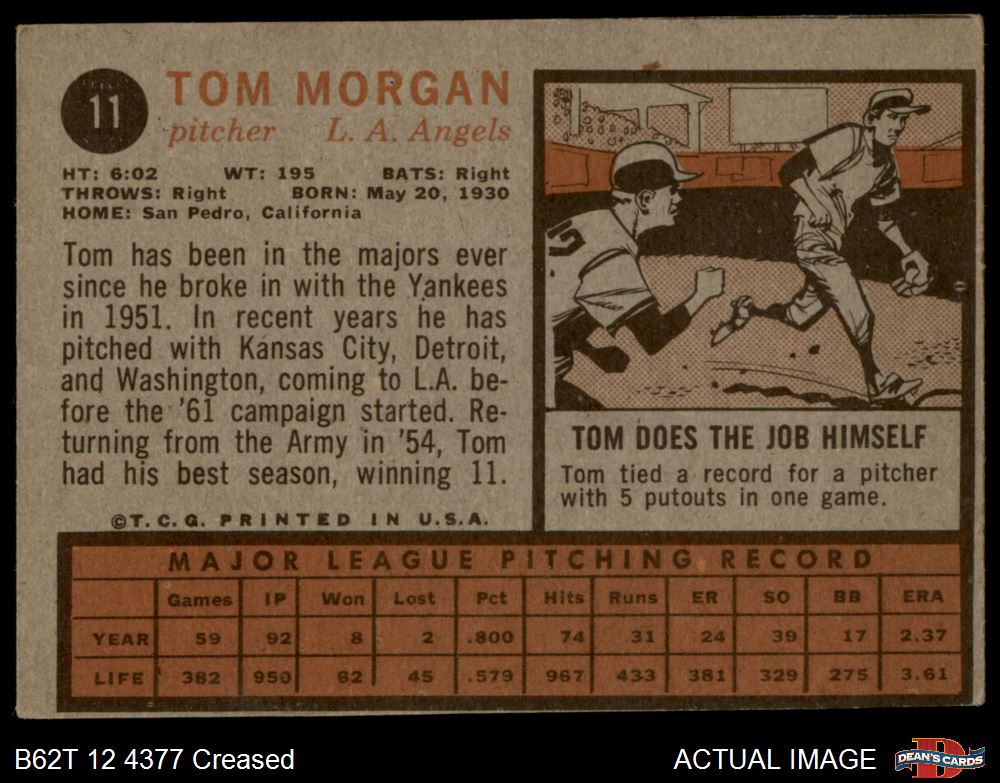 11
TOM MORGAN
pitcher L. A. Angels
HT: 6:02 WT: 195 BATS: Right
THROWS: Right BORN: May 20, 1930
HOME: San Pedro, California
Tom has been in the majors ever
since he broke in with the Yankees
in 1951. In recent years he has
pitched with Kansas City, Detroit,
and Washington, coming to L.A. be-
fore the '61 campaign started. Re-
turning from the Army in '54, Tom
had his best season, winning 11.
©T.C.G. PRINTED IN U.S.A.
15
TOM DOES THE JOB HIMSELF
Tom tied a record for a pitcher
with 5 putouts in one game.
MAJOR LEAGUE PITCHING RECORD
Games IP Won Lost Pct Hits Runs ER SO BB ERA
YEAR 59 92 8 2 .800 74 31 24 39 17 2.37
LIFE 382 950 62 45 .579 967 433 381 329 275 3.61
B62T 12 4377 Creased
ACTUAL IMAGE
D
DEAN'S CARDS